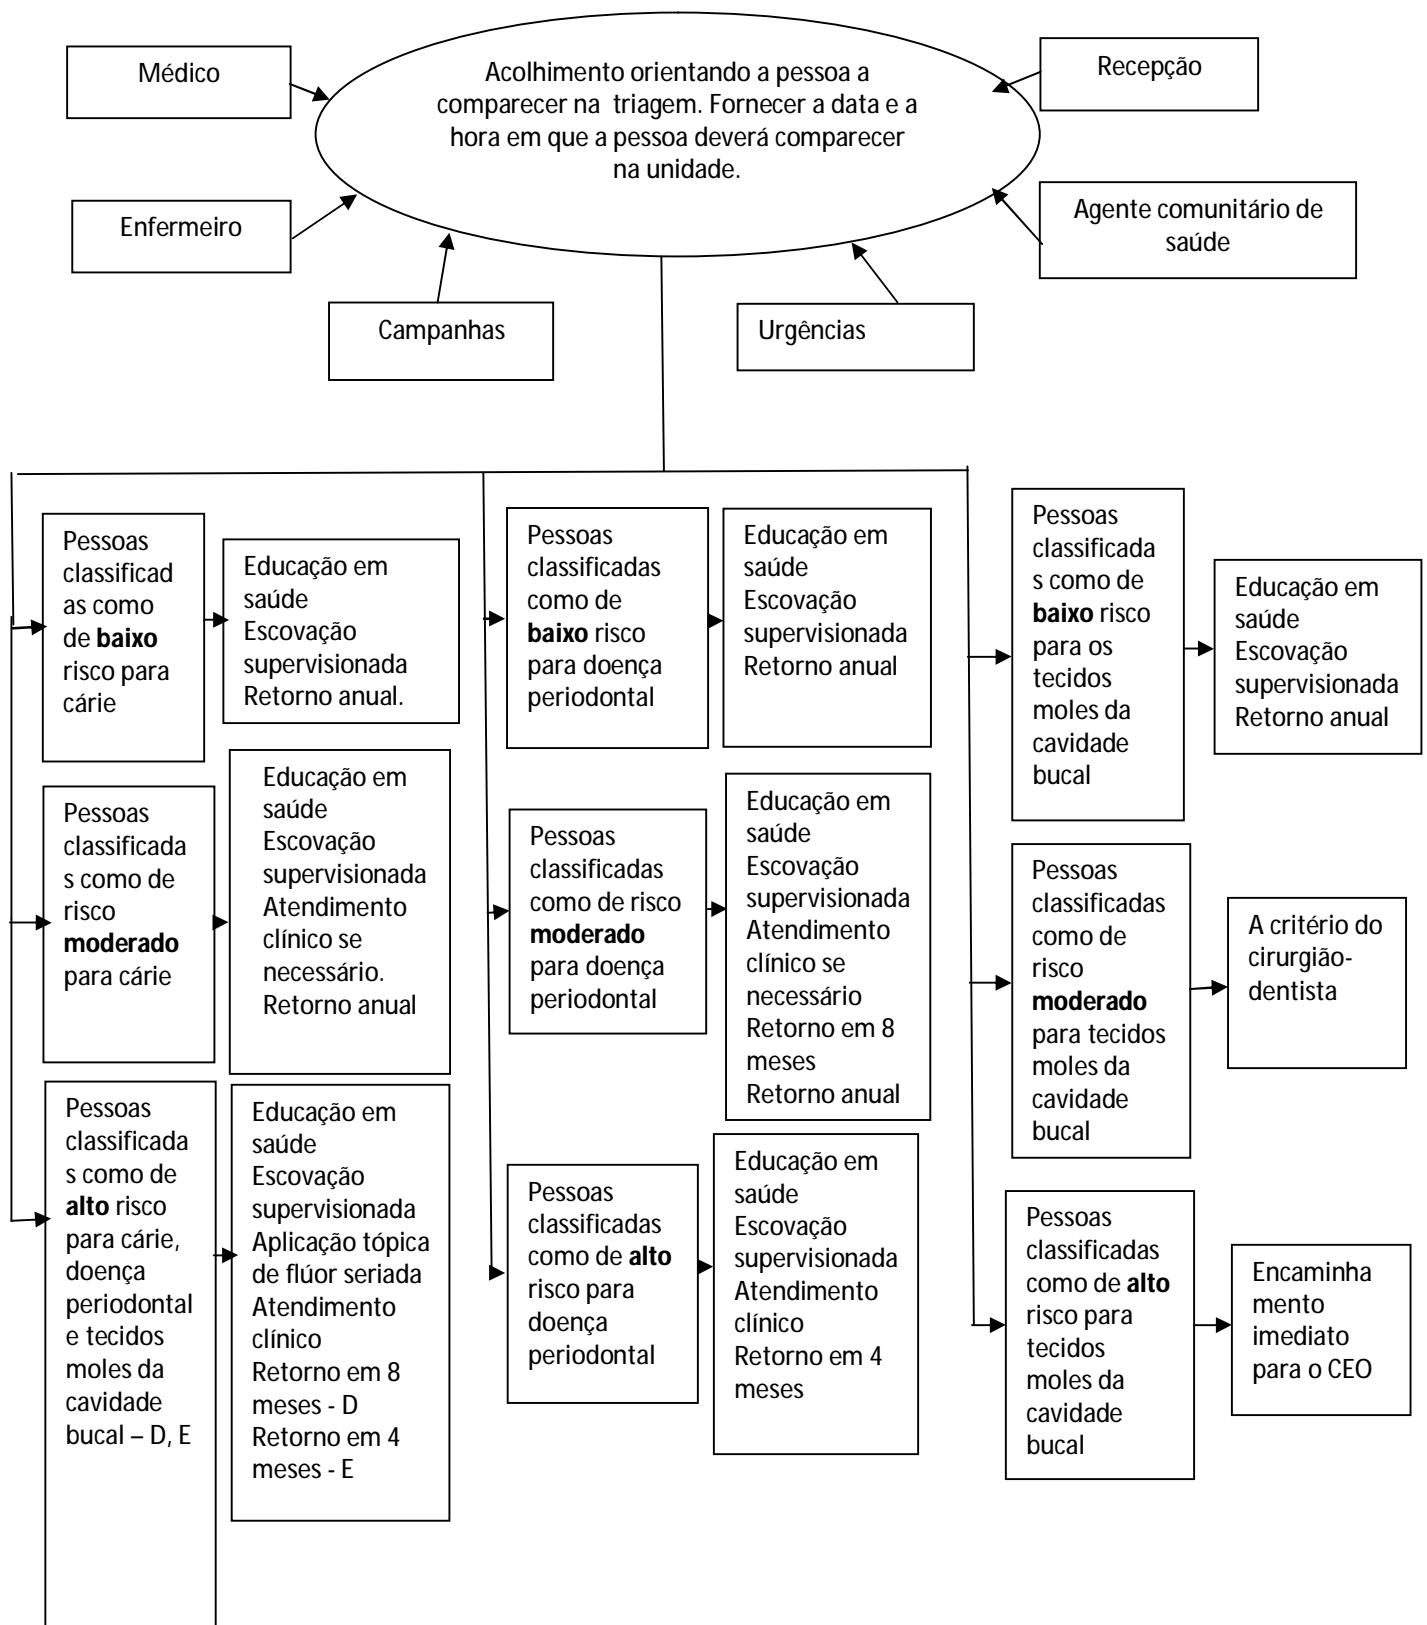 Médico
Acolhimento orientando a pessoa a
comparecer na triagem. Fornecer a data e a
hora em que a pessoa deverá comparecer
na unidade.
Recepção
Enfermeiro
Agente comunitário de
saúde
Campanhas
Urgências
Pessoas
classificad
as como
de baixo
risco para
cárie
Educação em
saúde
Escovação
supervisionada
Retorno anual.
Pessoas
classificada
s como de
risco
moderado
para cárie
Educação em
saúde
Escovação
supervisionada
Atendimento
clínico se
necessário.
Retorno anual
Pessoas
classificada
s como de
alto risco
para cárie,
doença
periodontal
e tecidos
moles da
cavidade
bucal – D, E
Educação em
saúde
Escovação
supervisionada
Aplicação tópica
de flúor seriada
Atendimento
clínico
Retorno em 8
meses - D
Retorno em 4
meses - E
Pessoas
classificadas
como de
baixo risco
para doença
periodontal
Educação em
saúde
Escovação
supervisionada
Retorno anual
Pessoas
classificadas
como de risco
moderado
para doença
periodontal
Educação em
saúde
Escovação
supervisionada
Atendimento
clínico se
necessário
Retorno em 8
meses
Retorno anual
Pessoas
classificadas
como de alto
risco para
doença
periodontal
Educação em
saúde
Escovação
supervisionada
Atendimento
clínico
Retorno em 4
meses
Pessoas
classificada
s como de
baixo risco
para os
tecidos
moles da
cavidade
bucal
Educação em
saúde
Escovação
supervisionada
Retorno anual
Pessoas
classificadas
como de
risco
moderado
para tecidos
moles da
cavidade
bucal
A critério do
cirurgião-
dentista
Pessoas
classificadas
como de alto
risco para
tecidos
moles da
cavidade
bucal
Encaminha
mento
imediato
para o CEO